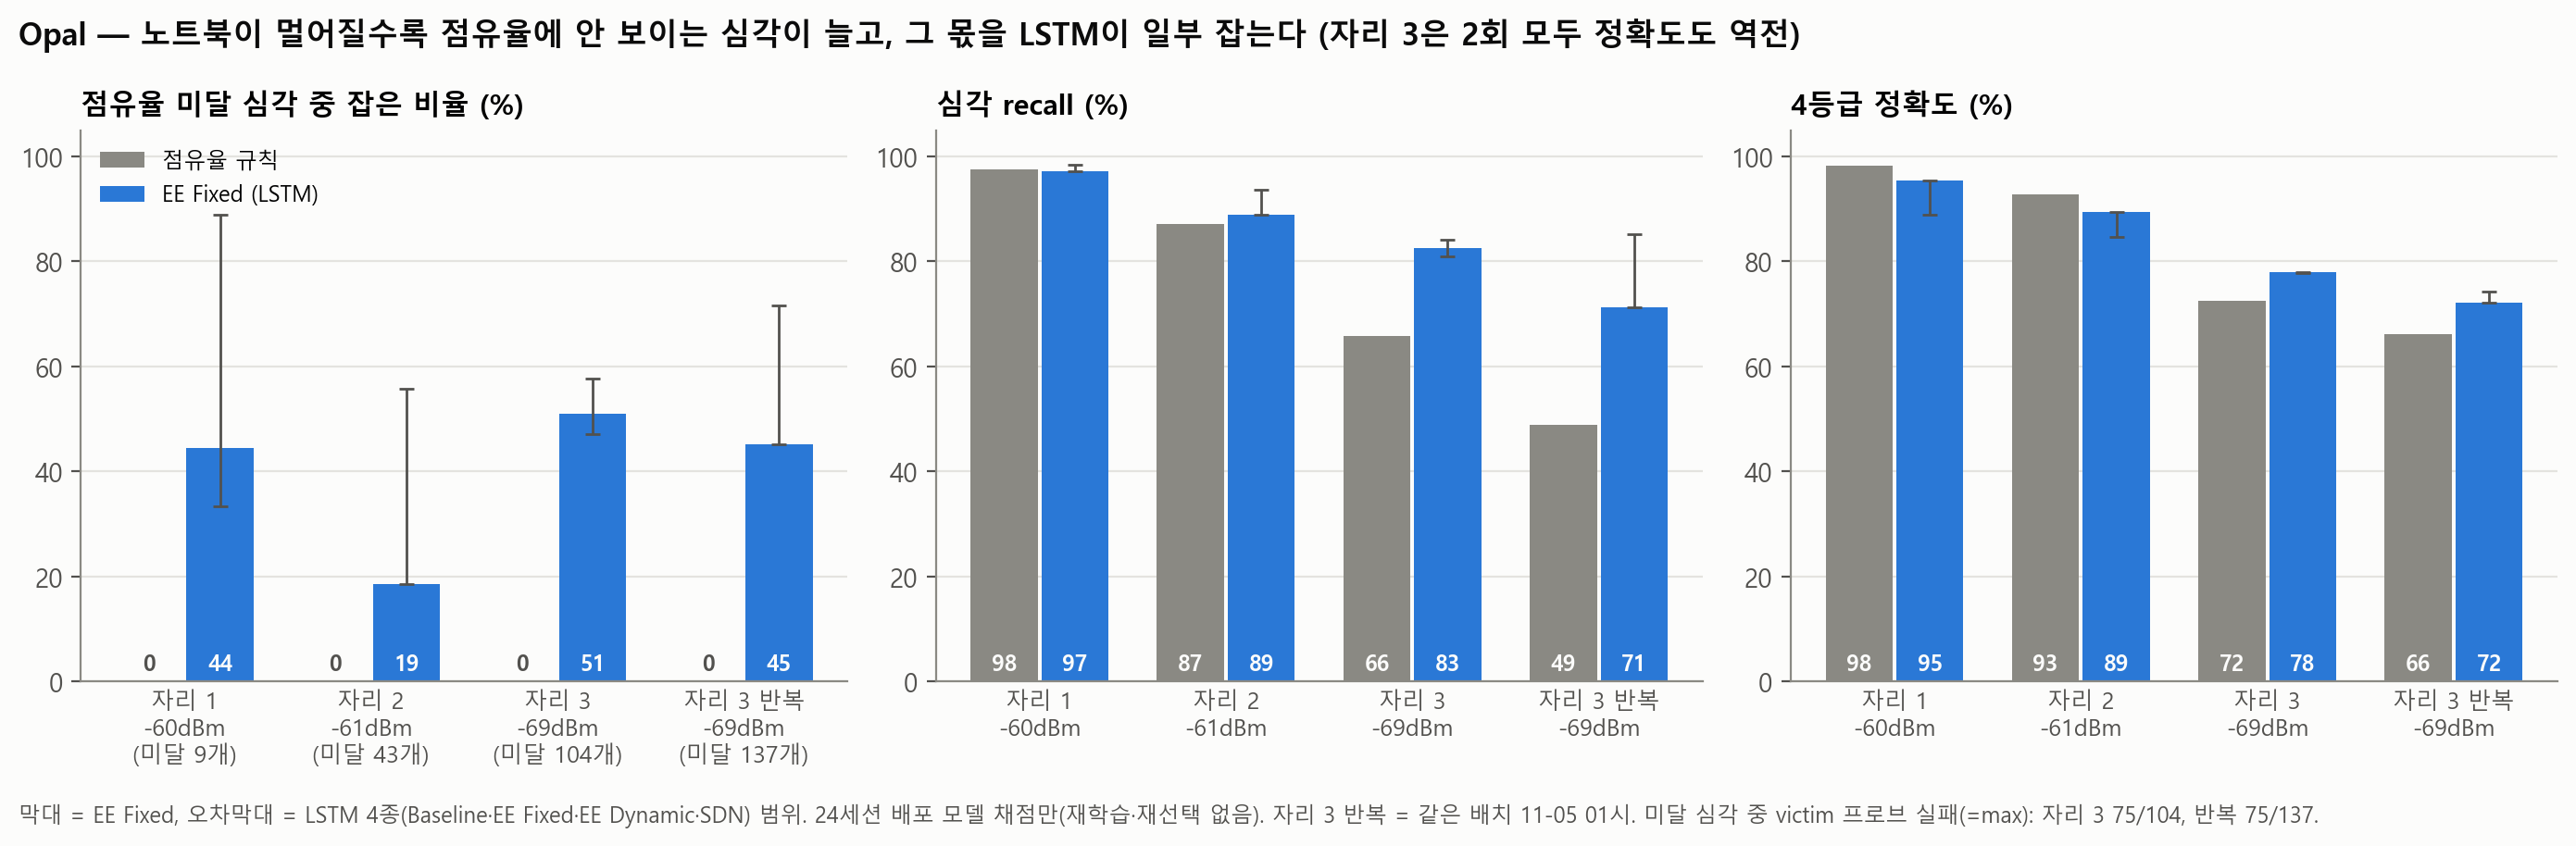 Opal — 노트북이 멀어질수록 점유율에 안 보이는 심각이 늘고, 그 몫을 LSTM이 일부 잡는다 (자리 3은 2회 모두 정확도도 역전)
점유율 미달 심각 중 잡은 비율 (%)
100
80
60
40
20
0
점유율 규칙
EE Fixed (LSTM)
0
44
0
19
0
51
0
45
자리 1
-60dBm
(미달 9개)
자리 2
-61dBm
(미달 43개)
자리 3
-69dBm
(미달 104개)
자리 3 반복
-69dBm
(미달 137개)
심각 recall (%)
100
80
60
40
20
0
98
97
87
89
66
83
49
71
자리 1
-60dBm
자리 2
-61dBm
자리 3
-69dBm
자리 3 반복
-69dBm
4등급 정확도 (%)
100
80
60
40
20
0
98
95
93
89
72
78
66
72
자리 1
-60dBm
자리 2
-61dBm
자리 3
-69dBm
자리 3 반복
-69dBm
막대 = EE Fixed, 오차막대 = LSTM 4종(Baseline·EE Fixed·EE Dynamic·SDN) 범위. 24세션 배포 모델 채점만(재학습·재선택 없음). 자리 3 반복 = 같은 배치 11-05 01시. 미달 심각 중 victim 프로브 실패(=max): 자리 3 75/104, 반복 75/137.